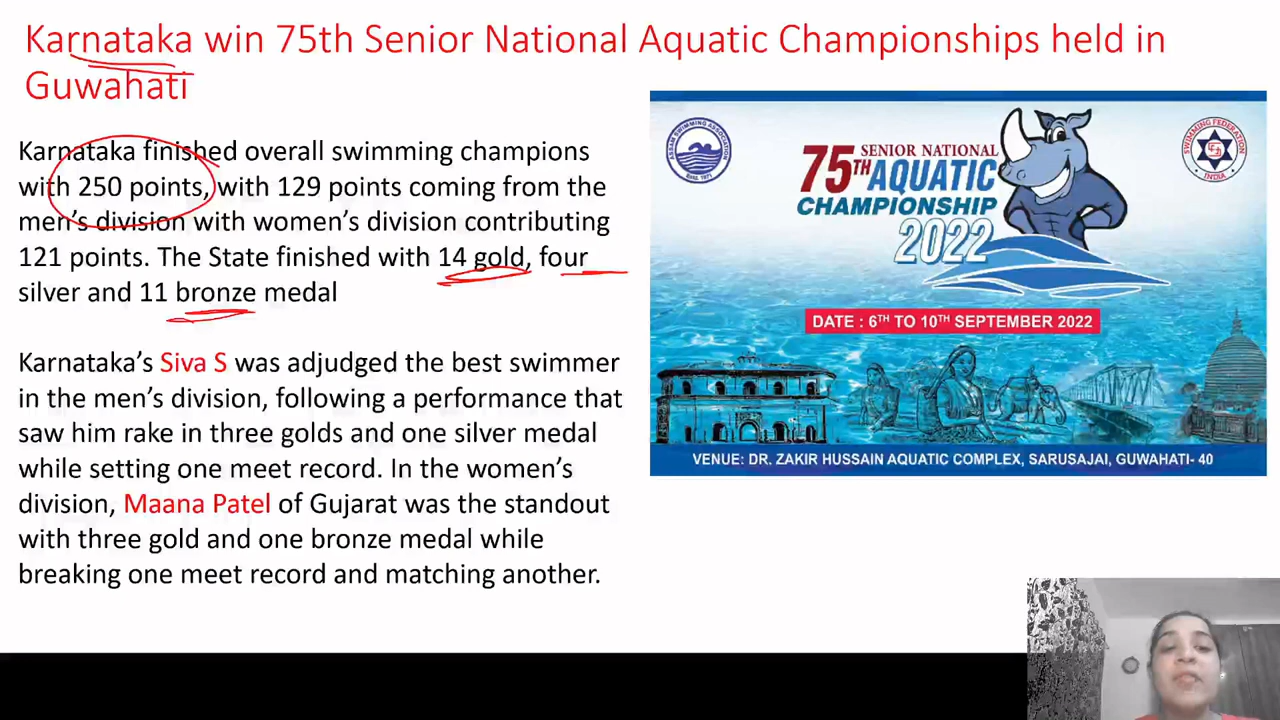 Karnataka win 75th Senior National Aquatic Championships held in
Guwahati
Karnataka finished overall swimming champions
with 250 points, with 129 points coming from the
men's division with women's division contributing
121 points. The State finished with 14 gold, four
silver and 11 bronze medal
Karnataka's Siva S was adjudged the best swimmer
in the men's division, following a performance that
saw him rake in three golds and one silver medal
while setting one meet record. In the women's
division, Maana Patel of Gujarat was the standout
with three gold and one bronze medal while
breaking one meet record and matching another.
ASSAM SWIMMING ASSOCIATION
SWIMMING FEDERATION
INDIA
75TH SENIOR NATIONAL
AQUATIC
CHAMPIONSHIP
2022
DATE : 6TH TO 10TH SEPTEMBER 2022
VENUE: DR. ZAKIR HUSSAIN AQUATIC COMPLEX, SARUSAJAI, GUWAHATI- 40